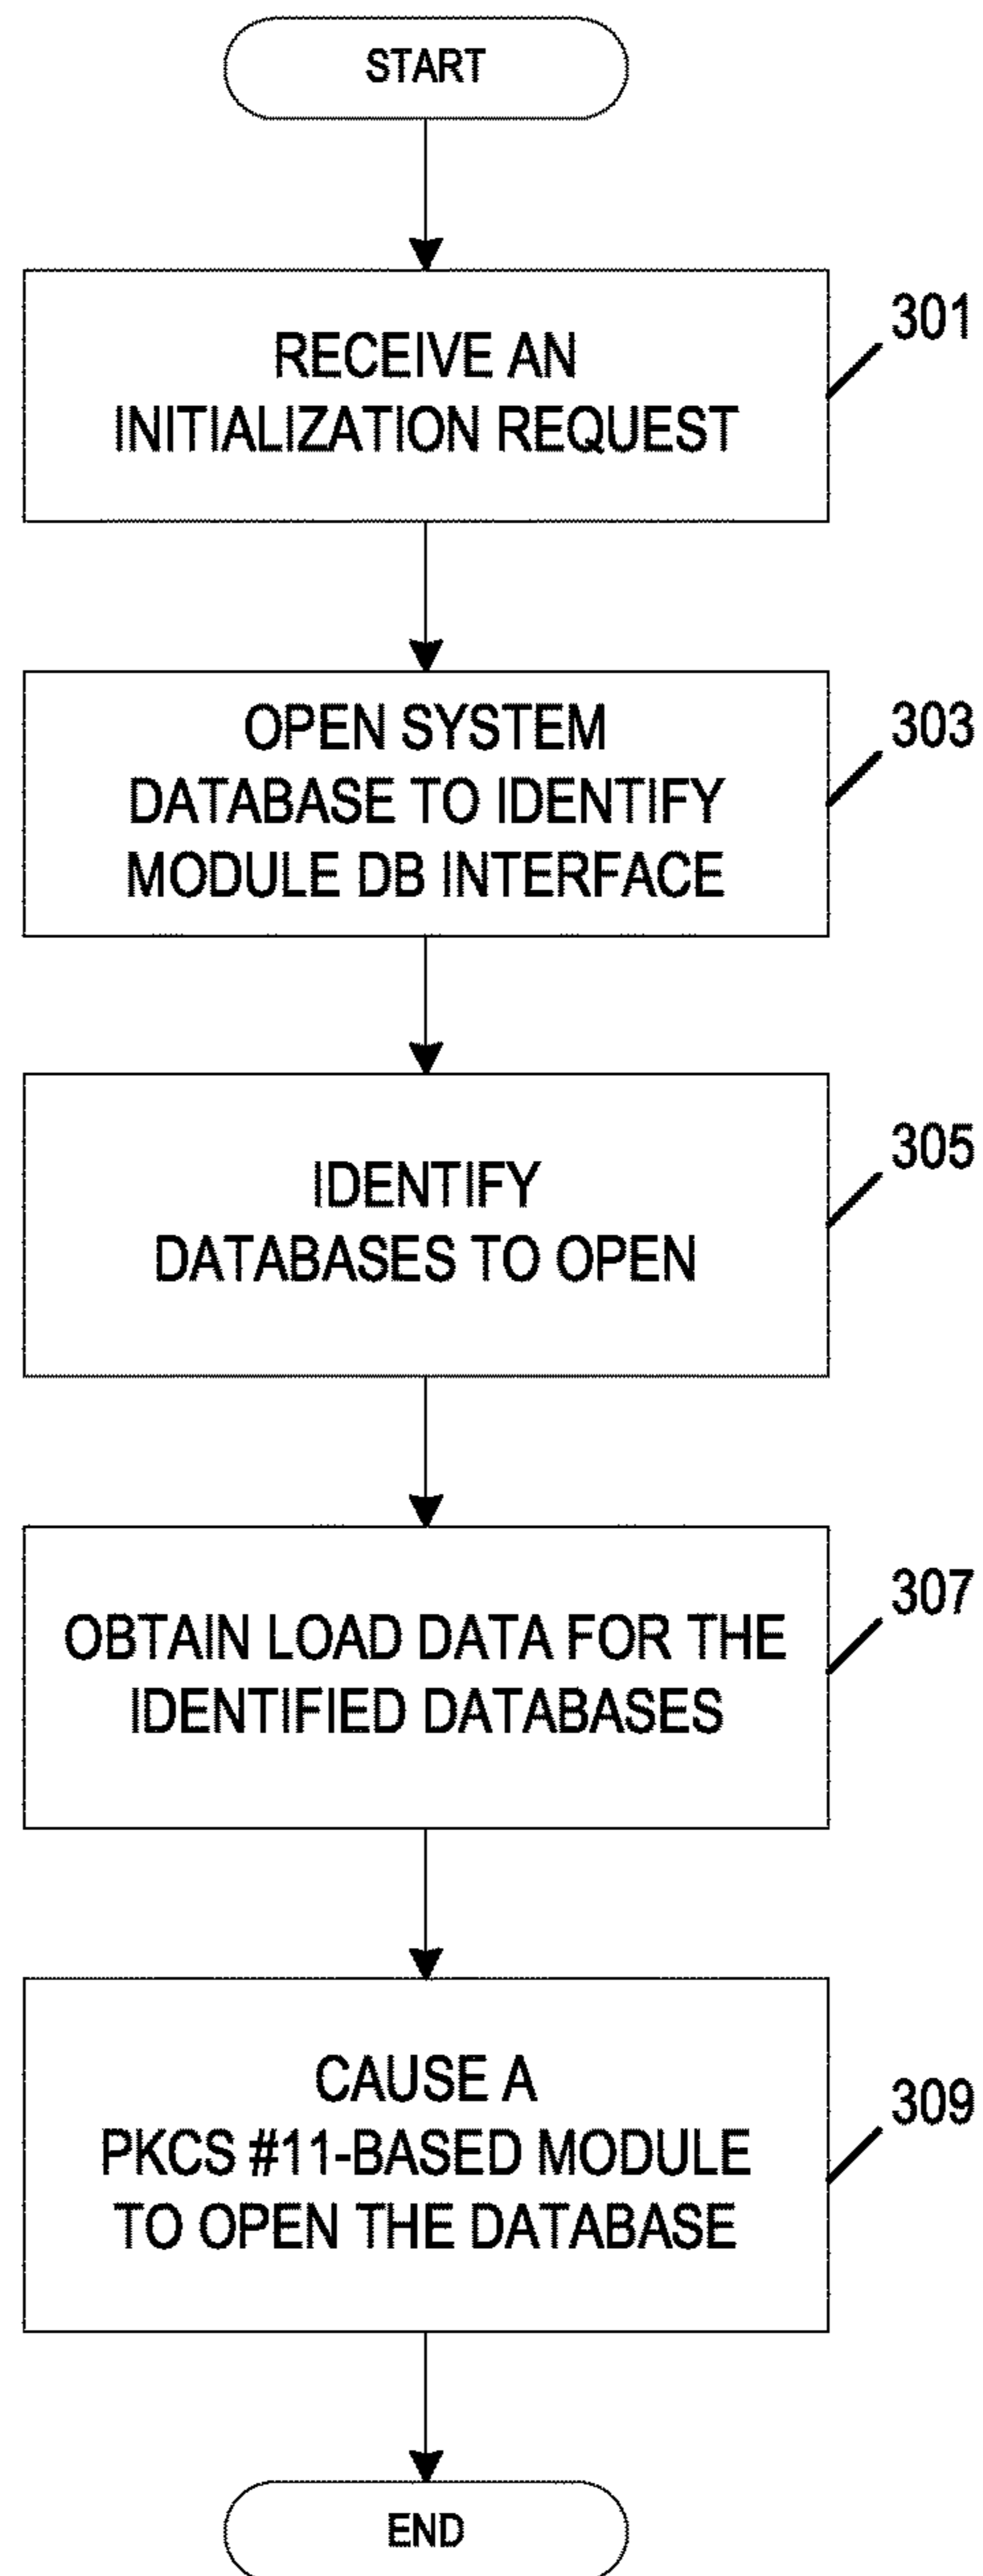 START
RECEIVE AN
INITIALIZATION REQUEST
301
OPEN SYSTEM
DATABASE TO IDENTIFY
MODULE DB INTERFACE
303
IDENTIFY
DATABASES TO OPEN
305
OBTAIN LOAD DATA FOR THE
IDENTIFIED DATABASES
307
CAUSE A
PKCS #11-BASED MODULE
TO OPEN THE DATABASE
309
END